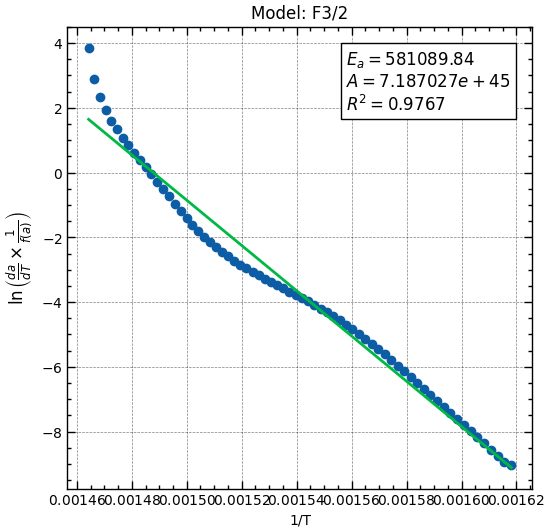 Model: F3/2
E_a = 581089.84
A = 7.187027e + 45
R^2 = 0.9767
4
2
0
−2
−4
−6
−8
ln(da/dT × 1/f(a))
0.00146 0.00148 0.00150 0.00152 0.00154 0.00156 0.00158 0.00160 0.00162
1/T